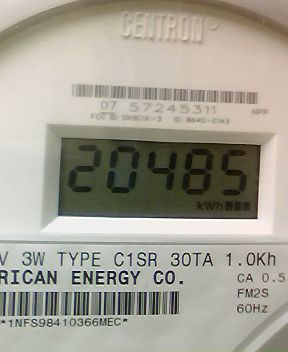 CENTRON®
07 57245311
20485
kWh
V 3W TYPE C1SR 30TA 1.0Kh
RICAN ENERGY CO.
CA 0.5
FM2S
*1NFS98410366MEC*
60Hz